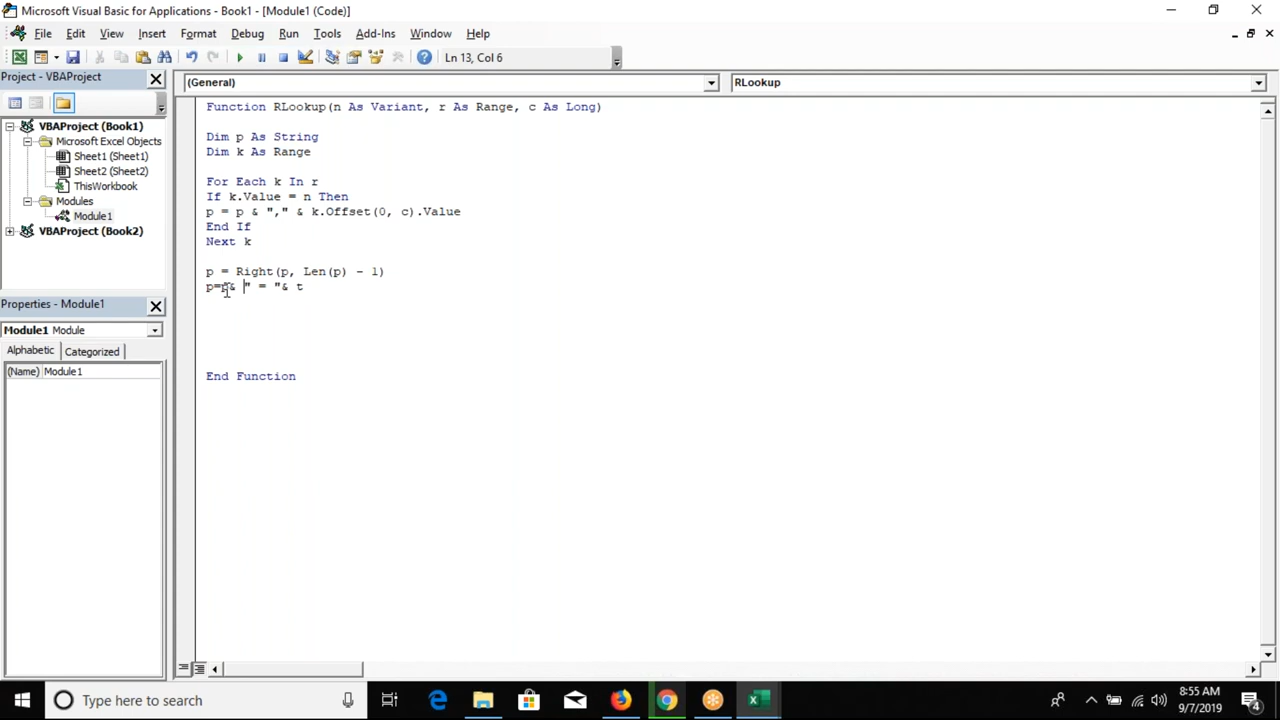 Microsoft Visual Basic for Applications - Book1 - [Module1 (Code)]
File Edit View Insert Format Debug Run Tools Add-Ins Window Help
Ln 13, Col 6
Project - VBAProject
(General)
RLookup
VBAProject (Book1)
Microsoft Excel Objects
Sheet1 (Sheet1)
Sheet2 (Sheet2)
ThisWorkbook
Modules
Module1
VBAProject (Book2)
Function RLookup(n As Variant, r As Range, c As Long)
Dim p As String
Dim k As Range
For Each k In r
If k.Value = n Then
p = p & "," & k.Offset(0, c).Value
End If
Next k
p = Right(p, Len(p) - 1)
p=p& " = "& t
End Function
Properties - Module1
Module1 Module
Alphabetic Categorized
(Name) Module1
Type here to search
8:55 AM
9/7/2019
4